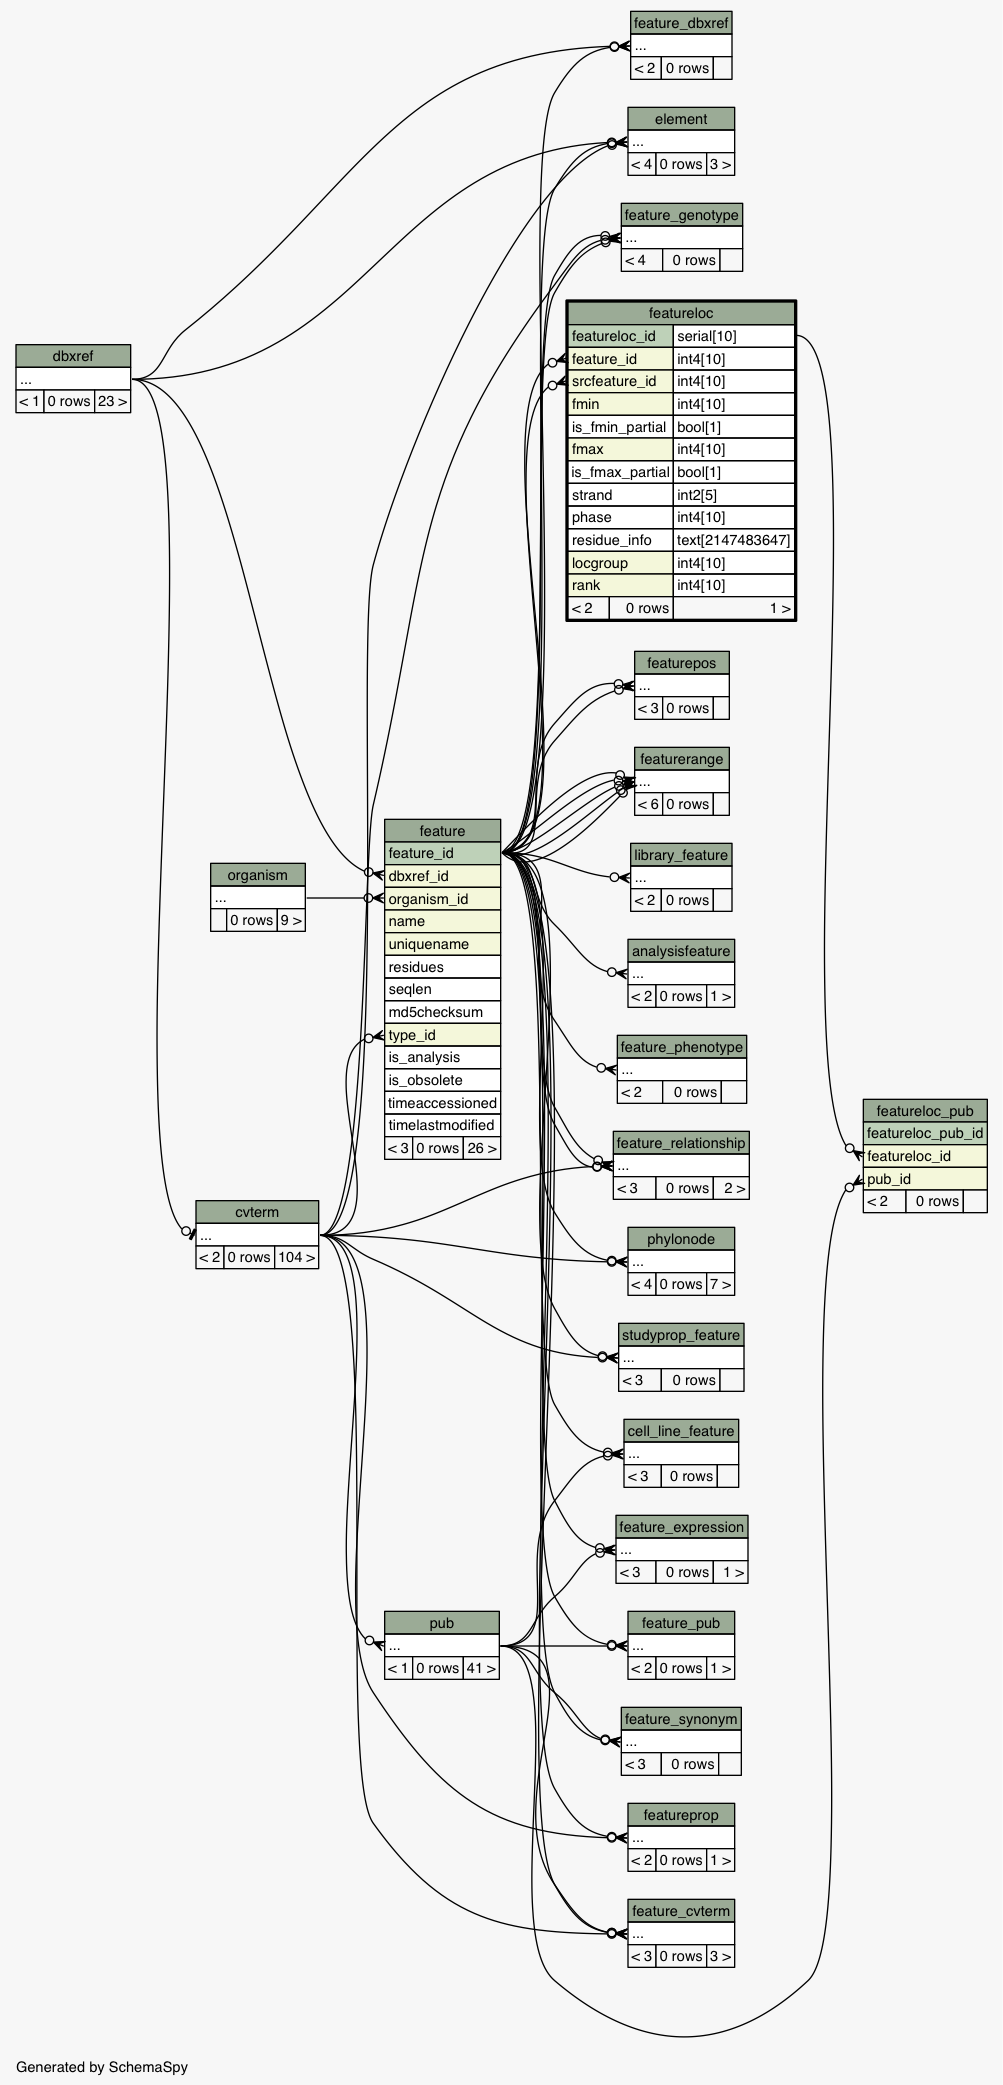 feature_dbxref
...
< 2 0 rows
element
...
< 4 0 rows 3 >
feature_genotype
...
< 4 0 rows
featureloc
featureloc_id serial[10]
feature_id int4[10]
srcfeature_id int4[10]
fmin int4[10]
is_fmin_partial bool[1]
fmax int4[10]
is_fmax_partial bool[1]
strand int2[5]
phase int4[10]
residue_info text[2147483647]
locgroup int4[10]
rank int4[10]
< 2 0 rows 1 >
dbxref
...
< 1 0 rows 23 >
featurepos
...
< 3 0 rows
featurerange
...
< 6 0 rows
feature
feature_id
dbxref_id
organism_id
name
uniquename
residues
seqlen
md5checksum
type_id
is_analysis
is_obsolete
timeaccessioned
timelastmodified
< 3 0 rows 26 >
organism
...
0 rows 9 >
library_feature
...
< 2 0 rows
analysisfeature
...
< 2 0 rows 1 >
feature_phenotype
...
< 2 0 rows
featureloc_pub
featureloc_pub_id
featureloc_id
pub_id
< 2 0 rows
feature_relationship
...
< 3 0 rows 2 >
cvterm
...
< 2 0 rows 104 >
phylonode
...
< 4 0 rows 7 >
studyprop_feature
...
< 3 0 rows
cell_line_feature
...
< 3 0 rows
feature_expression
...
< 3 0 rows 1 >
pub
...
< 1 0 rows 41 >
feature_pub
...
< 2 0 rows 1 >
feature_synonym
...
< 3 0 rows
featureprop
...
< 2 0 rows 1 >
feature_cvterm
...
< 3 0 rows 3 >
Generated by SchemaSpy